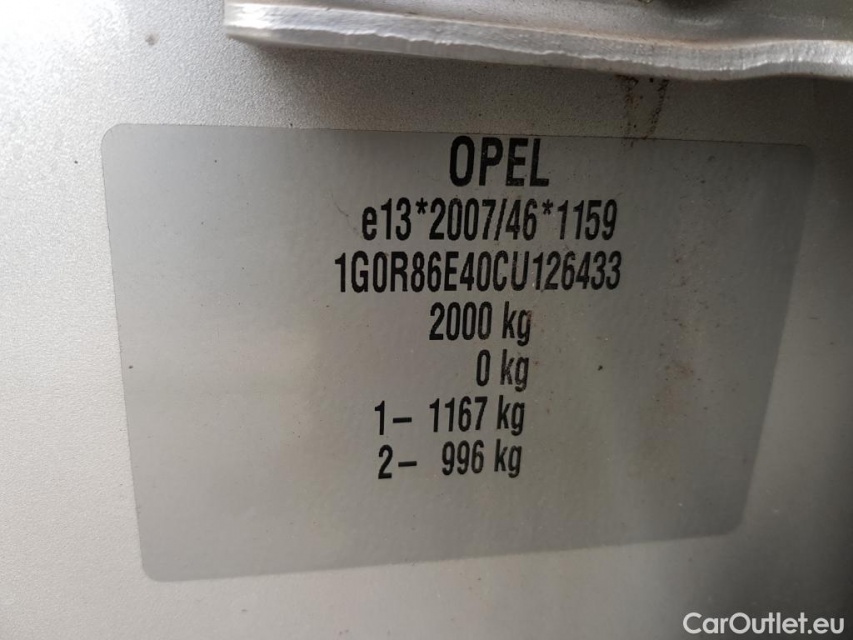 OPEL
e13*2007/46*1159
1G0R86E40CU126433
2000 kg
0 kg
1– 1167 kg
2– 996 kg
CarOutlet.eu